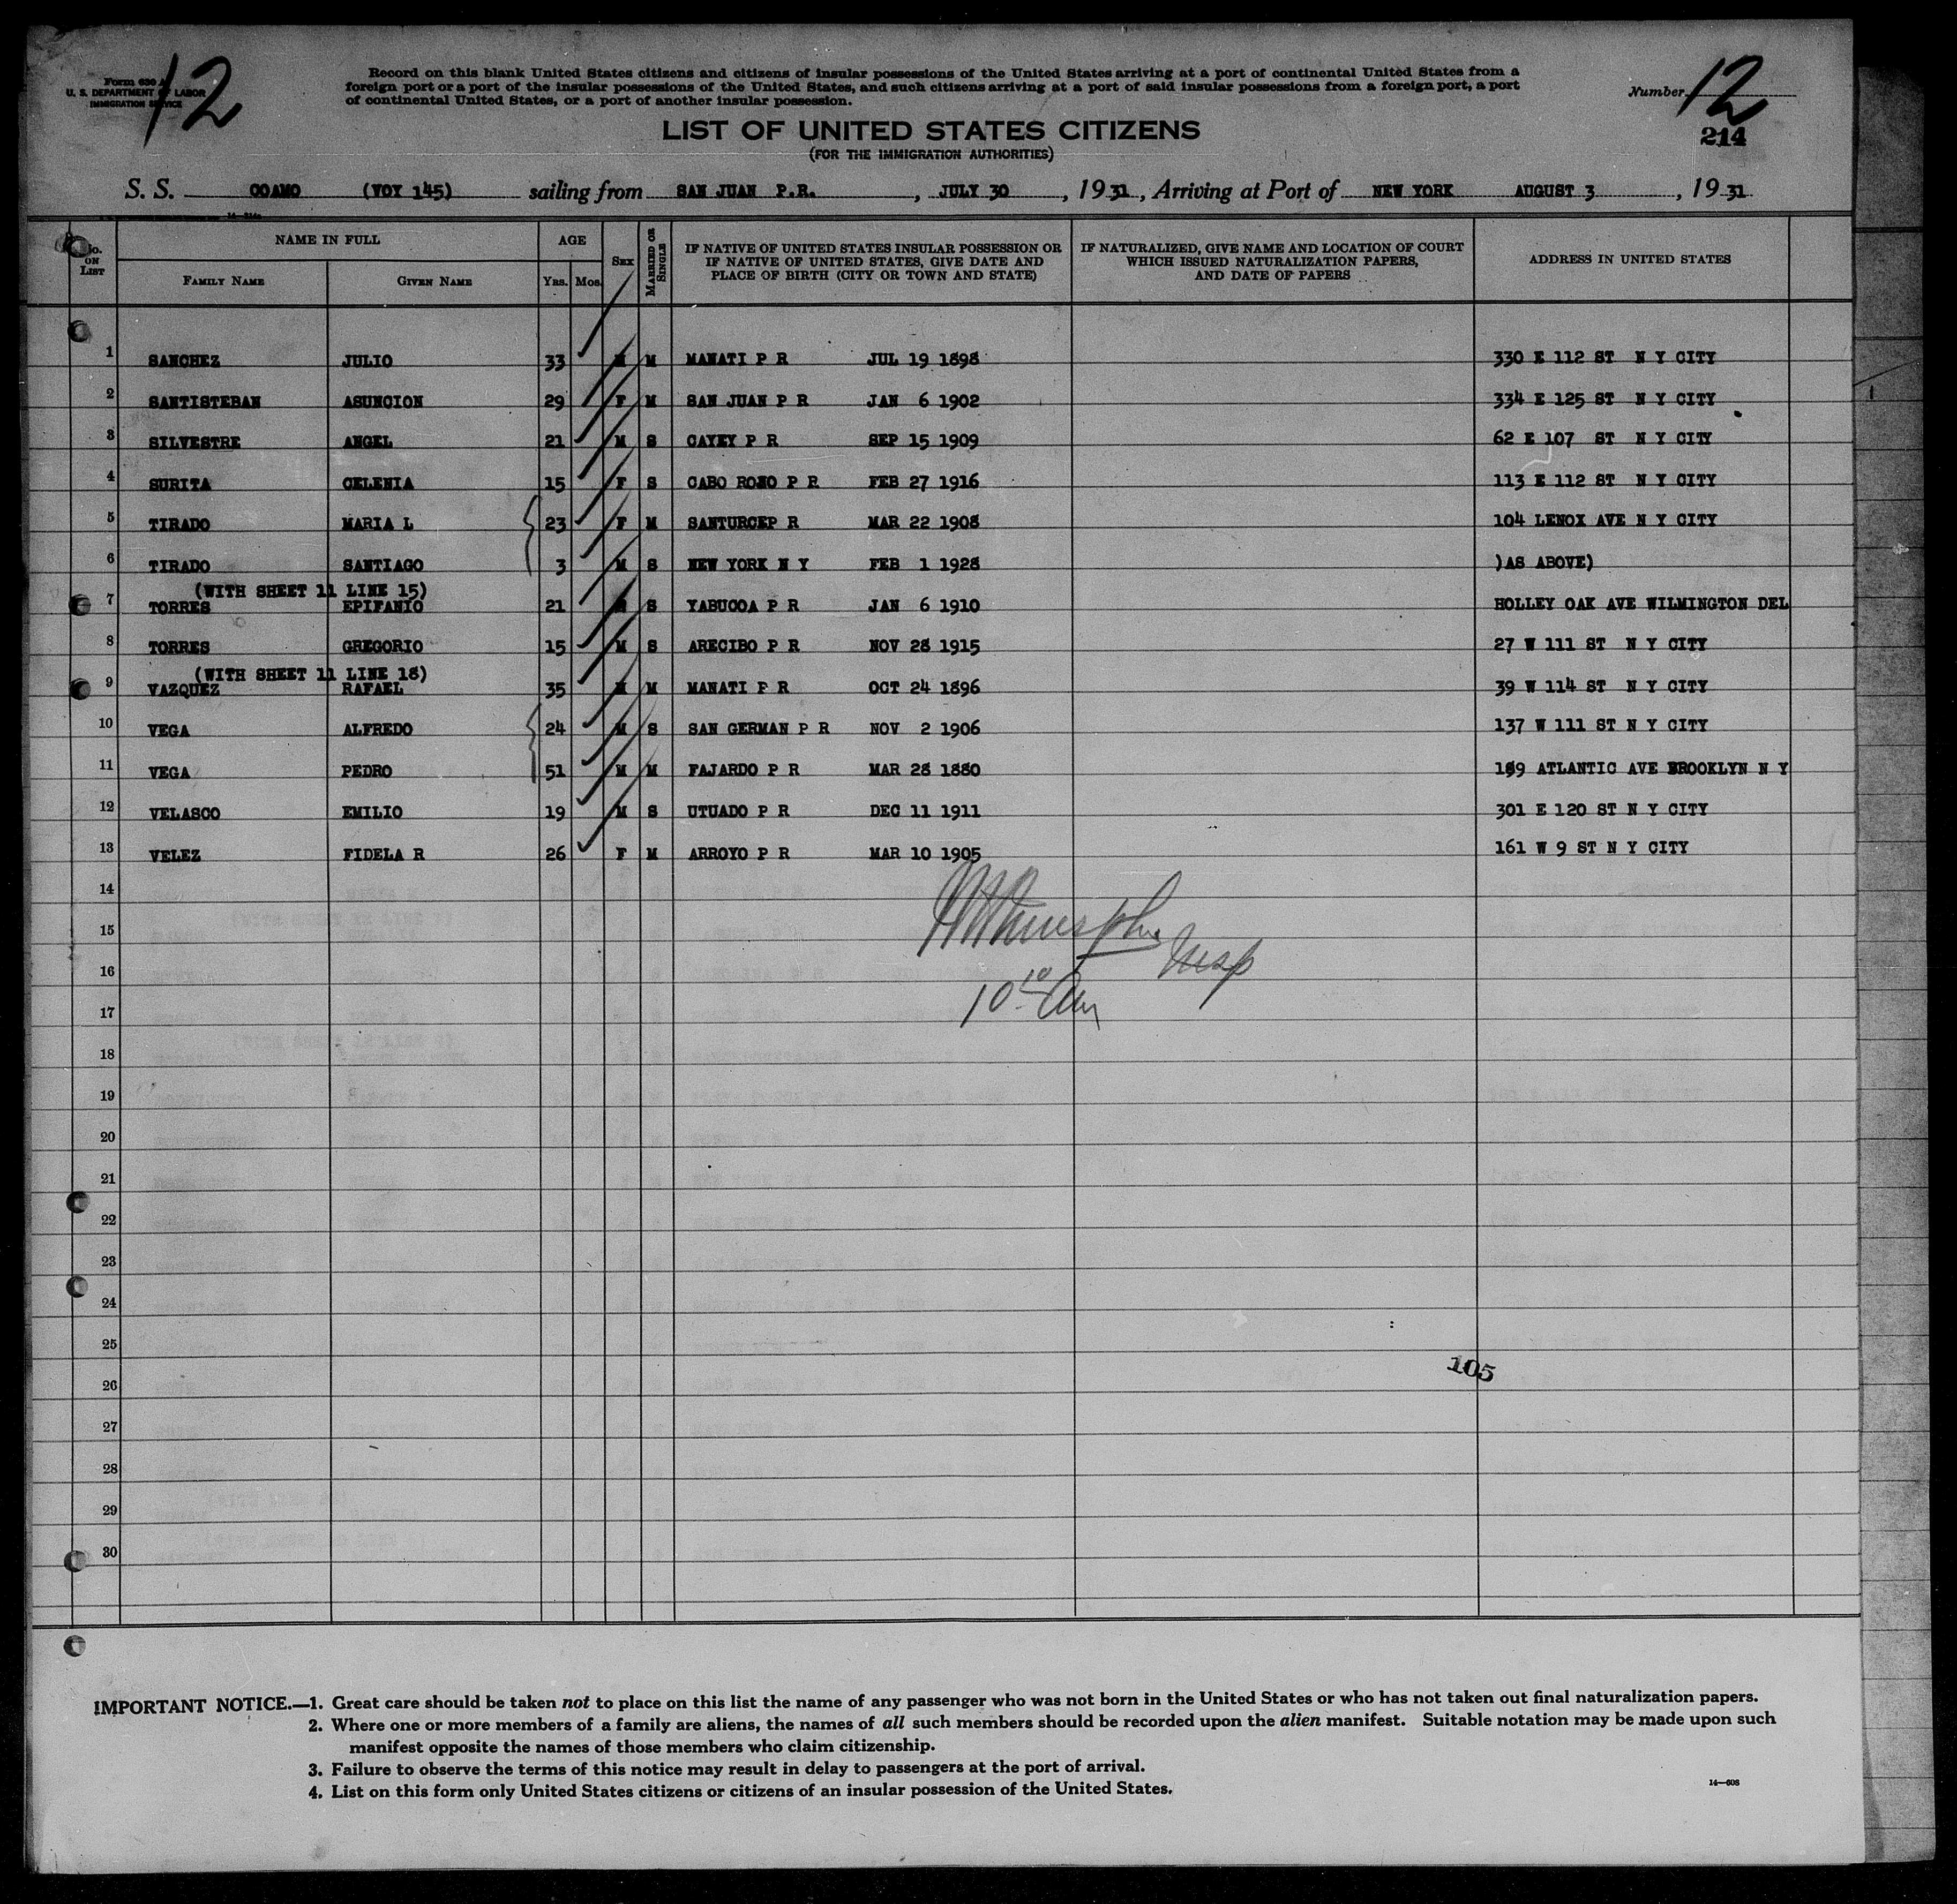 12
Form 630 A
U. S. DEPARTMENT OF LABOR
IMMIGRATION SERVICE
Record on this blank United States citizens and citizens of insular possessions of the United States arriving at a port of continental United States from a
foreign port or a port of the insular possessions of the United States, and such citizens arriving at a port of said insular possessions from a foreign port, a port
of continental United States, or a port of another insular possession.
Number 12
214
LIST OF UNITED STATES CITIZENS
(FOR THE IMMIGRATION AUTHORITIES)
S. S. COAMO (VOY 145) sailing from SAN JUAN P.R., JULY 30, 1931, Arriving at Port of NEW YORK AUGUST 3, 1931
No. ON LIST NAME IN FULL FAMILY NAME GIVEN NAME AGE YRS. MOS. SEX MARRIED OR SINGLE IF NATIVE OF UNITED STATES INSULAR POSSESSION OR IF NATIVE OF UNITED STATES, GIVE DATE AND PLACE OF BIRTH (CITY OR TOWN AND STATE) IF NATURALIZED, GIVE NAME AND LOCATION OF COURT WHICH ISSUED NATURALIZATION PAPERS, AND DATE OF PAPERS ADDRESS IN UNITED STATES
1 SANCHEZ JULIO 33 M M MANATI P R JUL 19 1898 330 E 112 ST N Y CITY
2 SANTISTEBAN ASUNCION 29 F M SAN JUAN P R JAN 6 1902 334 E 125 ST N Y CITY
3 SILVESTRE ANGEL 21 M S CAYEY P R SEP 15 1909 62 E 107 ST N Y CITY
4 SURITA CELENIA 15 F S CABO ROJO P R FEB 27 1916 113 E 112 ST N Y CITY
5 TIRADO MARIA L 23 F M SANTURCEP R MAR 22 1908 104 LENOX AVE N Y CITY
6 TIRADO SANTIAGO 3 M S NEW YORK N Y FEB 1 1928 )AS ABOVE)
(WITH SHEET 11 LINE 15)
7 TORRES EPIFANIO 21 M S YABUCOA P R JAN 6 1910 HOLLEY OAK AVE WILMINGTON DEL
8 TORRES GREGORIO 15 M S ARECIBO P R NOV 28 1915 27 W 111 ST N Y CITY
(WITH SHEET 11 LINE 18)
9 VAZQUEZ RAFAEL 35 M M MANATI P R OCT 24 1896 39 W 114 ST N Y CITY
10 VEGA ALFREDO 24 M S SAN GERMAN P R NOV 2 1906 137 W 111 ST N Y CITY
11 VEGA PEDRO 51 M M FAJARDO P R MAR 28 1880 189 ATLANTIC AVE BROOKLYN N Y
12 VELASCO EMILIO 19 M S UTUADO P R DEC 11 1911 301 E 120 ST N Y CITY
13 VELEZ FIDELA R 26 F M ARROYO P R MAR 10 1905 161 W 9 ST N Y CITY
14
15
Insp
16
10 10 Am
17
18
19
20
21
22
23
24
25
105
26
27
28
29
30
IMPORTANT NOTICE.—1. Great care should be taken not to place on this list the name of any passenger who was not born in the United States or who has not taken out final naturalization papers.
2. Where one or more members of a family are aliens, the names of all such members should be recorded upon the alien manifest. Suitable notation may be made upon such
manifest opposite the names of those members who claim citizenship.
3. Failure to observe the terms of this notice may result in delay to passengers at the port of arrival.
4. List on this form only United States citizens or citizens of an insular possession of the United States.
14—608